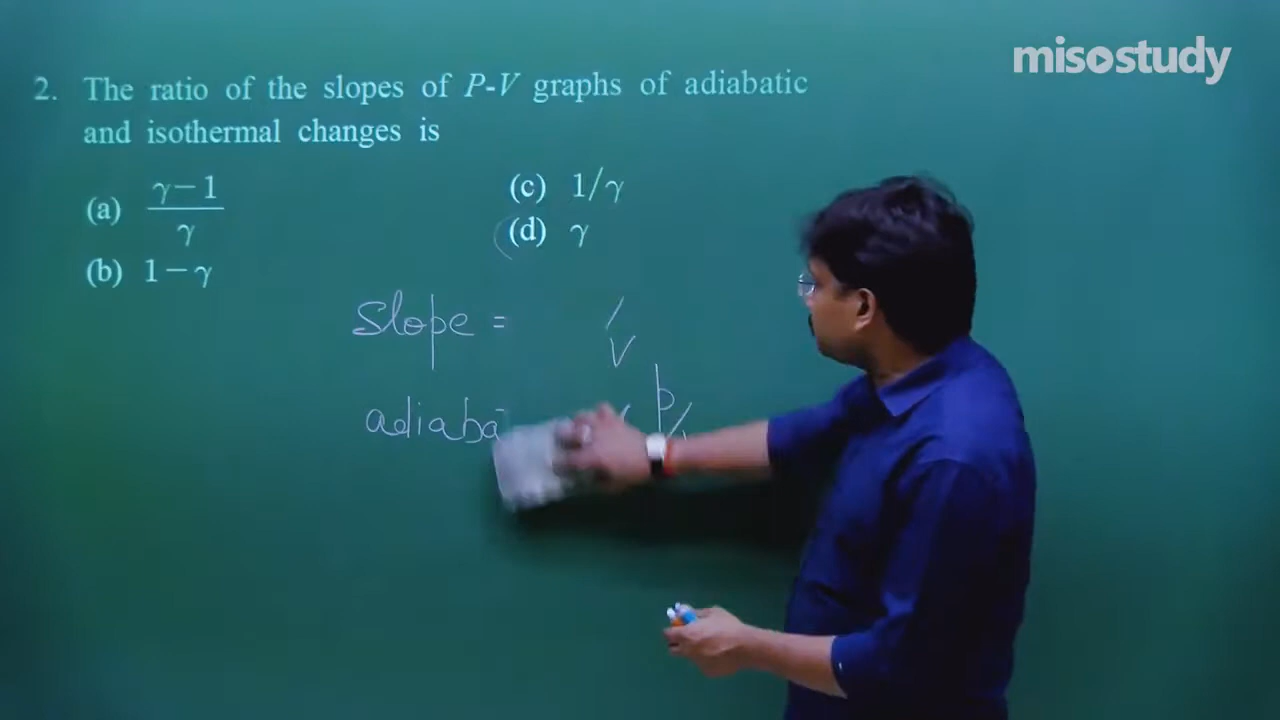 misostudy
2. The ratio of the slopes of P-V graphs of adiabatic
and isothermal changes is
(a) γ−1/γ
(b) 1−γ
(c) 1/γ
(d) γ
Slope =
V
adiaba